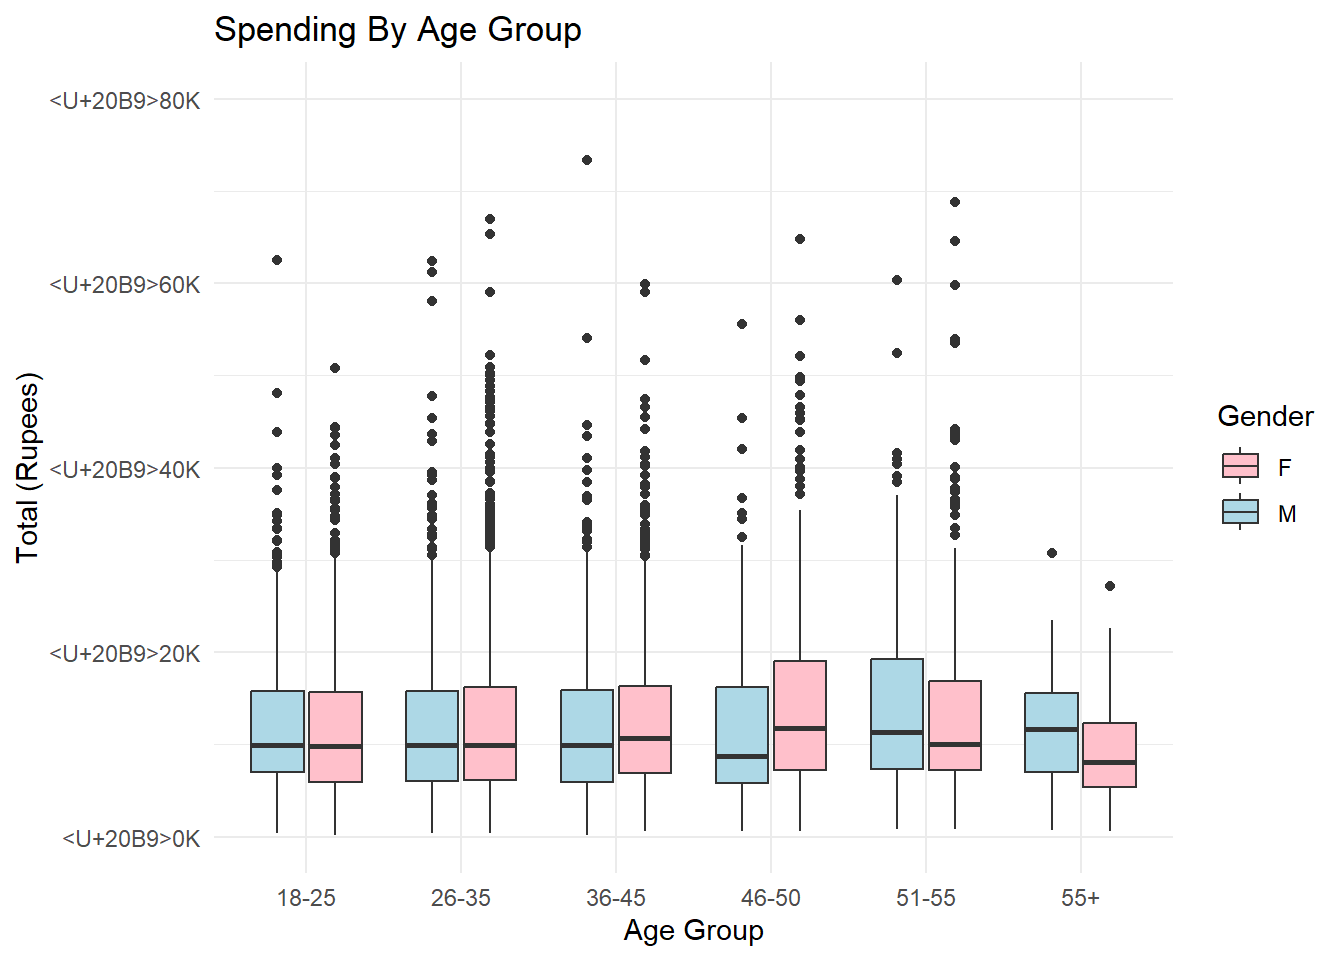 Spending By Age Group
<U+20B9>80K
<U+20B9>60K
<U+20B9>40K
<U+20B9>20K
<U+20B9>0K
Total (Rupees)
18-25
26-35
36-45
46-50
51-55
55+
Age Group
Gender
F
M